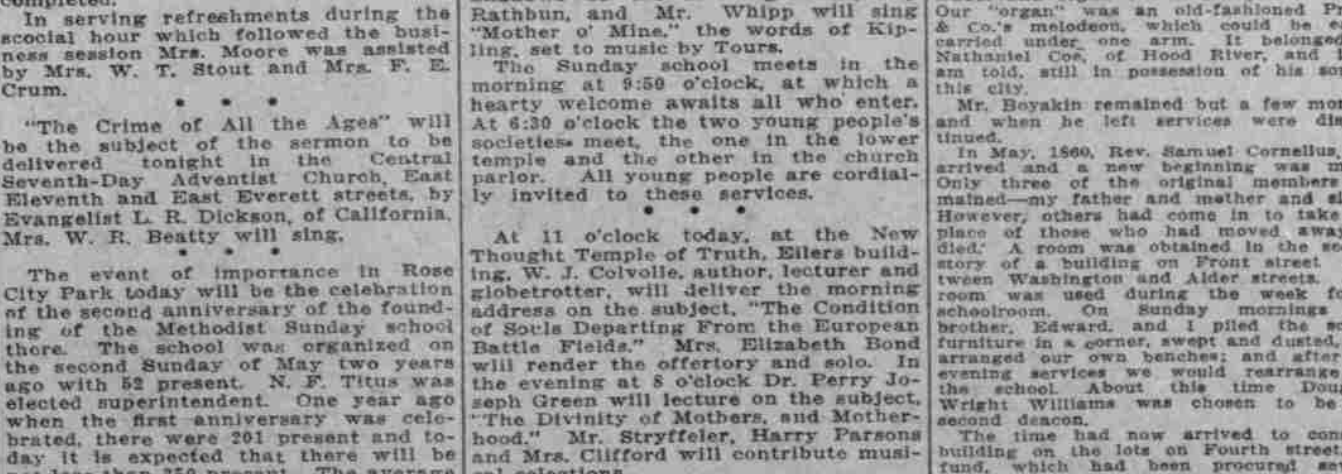 completed.
In serving refreshments during the
scocial hour which followed the busi-
ness session Mrs. Moore was assisted
by Mrs. W. T. Stout and Mrs. F. E.
Crum.
* * *
"The Crime of All the Ages" will
be the subject of the sermon to be
delivered tonight in the Central
Seventh-Day Adventist Church, East
Eleventh and East Everett streets, by
Evangelist L. R. Dickson, of California.
Mrs. W. R. Beatty will sing.
* * *
The event of importance in Rose
City Park today will be the celebration
of the second anniversary of the found-
ing of the Methodist Sunday school
there. The school was organized on
the second Sunday of May two years
ago with 52 present. N. F. Titus was
elected superintendent. One year ago
when the first anniversary was cele-
brated, there were 201 present and to-
day it is expected that there will be
not less than 250 present. The average
Rathbun, and Mr. Whipp will sing
"Mother o' Mine," the words of Kip-
ling, set to music by Tours.
The Sunday school meets in the
morning at 9:50 o'clock, at which a
hearty welcome awaits all who enter.
At 6:30 o'clock the two young people's
societies meet, the one in the lower
temple and the other in the church
parlor. All young people are cordial-
ly invited to these services.
* * *
At 11 o'clock today, at the New
Thought Temple of Truth, Eilers build-
ing, W. J. Colvolle, author, lecturer and
globetrotter, will deliver the morning
address on the subject, "The Condition
of Souls Departing From the European
Battle Fields." Mrs. Elizabeth Bond
will render the offertory and solo. In
the evening at 8 o'clock Dr. Perry Jo-
seph Green will lecture on the subject,
"The Divinity of Mothers, and Mother-
hood." Mr. Stryffeler, Harry Parsons
and Mrs. Clifford will contribute musi-
cal selections.
Our "organ" was an old-fashioned
& Co.'s melodeon, which could be
carried under one arm. It belonged
Nathaniel Coe, of Hood River, and
am told, still in possession of his
this city.
Mr. Boyakin remained but a few
and when he left services were
tinued.
In May, 1860, Rev. Samuel Cornelius,
arrived and a new beginning was
Only three of the original members
mained—my father and mother and
However, others had come in to
place of those who had moved
died. A room was obtained in the
story of a building on Front street
tween Washington and Alder streets.
room was used during the week
schoolroom. On Sunday mornings
brother, Edward, and I piled the
furniture in a corner, swept and dusted,
arranged our own benches; and
evening services we would rearrange
the school. About this time
Wright Williams was chosen to be
second deacon.
The time had now arrived to
building on the lots on Fourth
fund, which had been procured